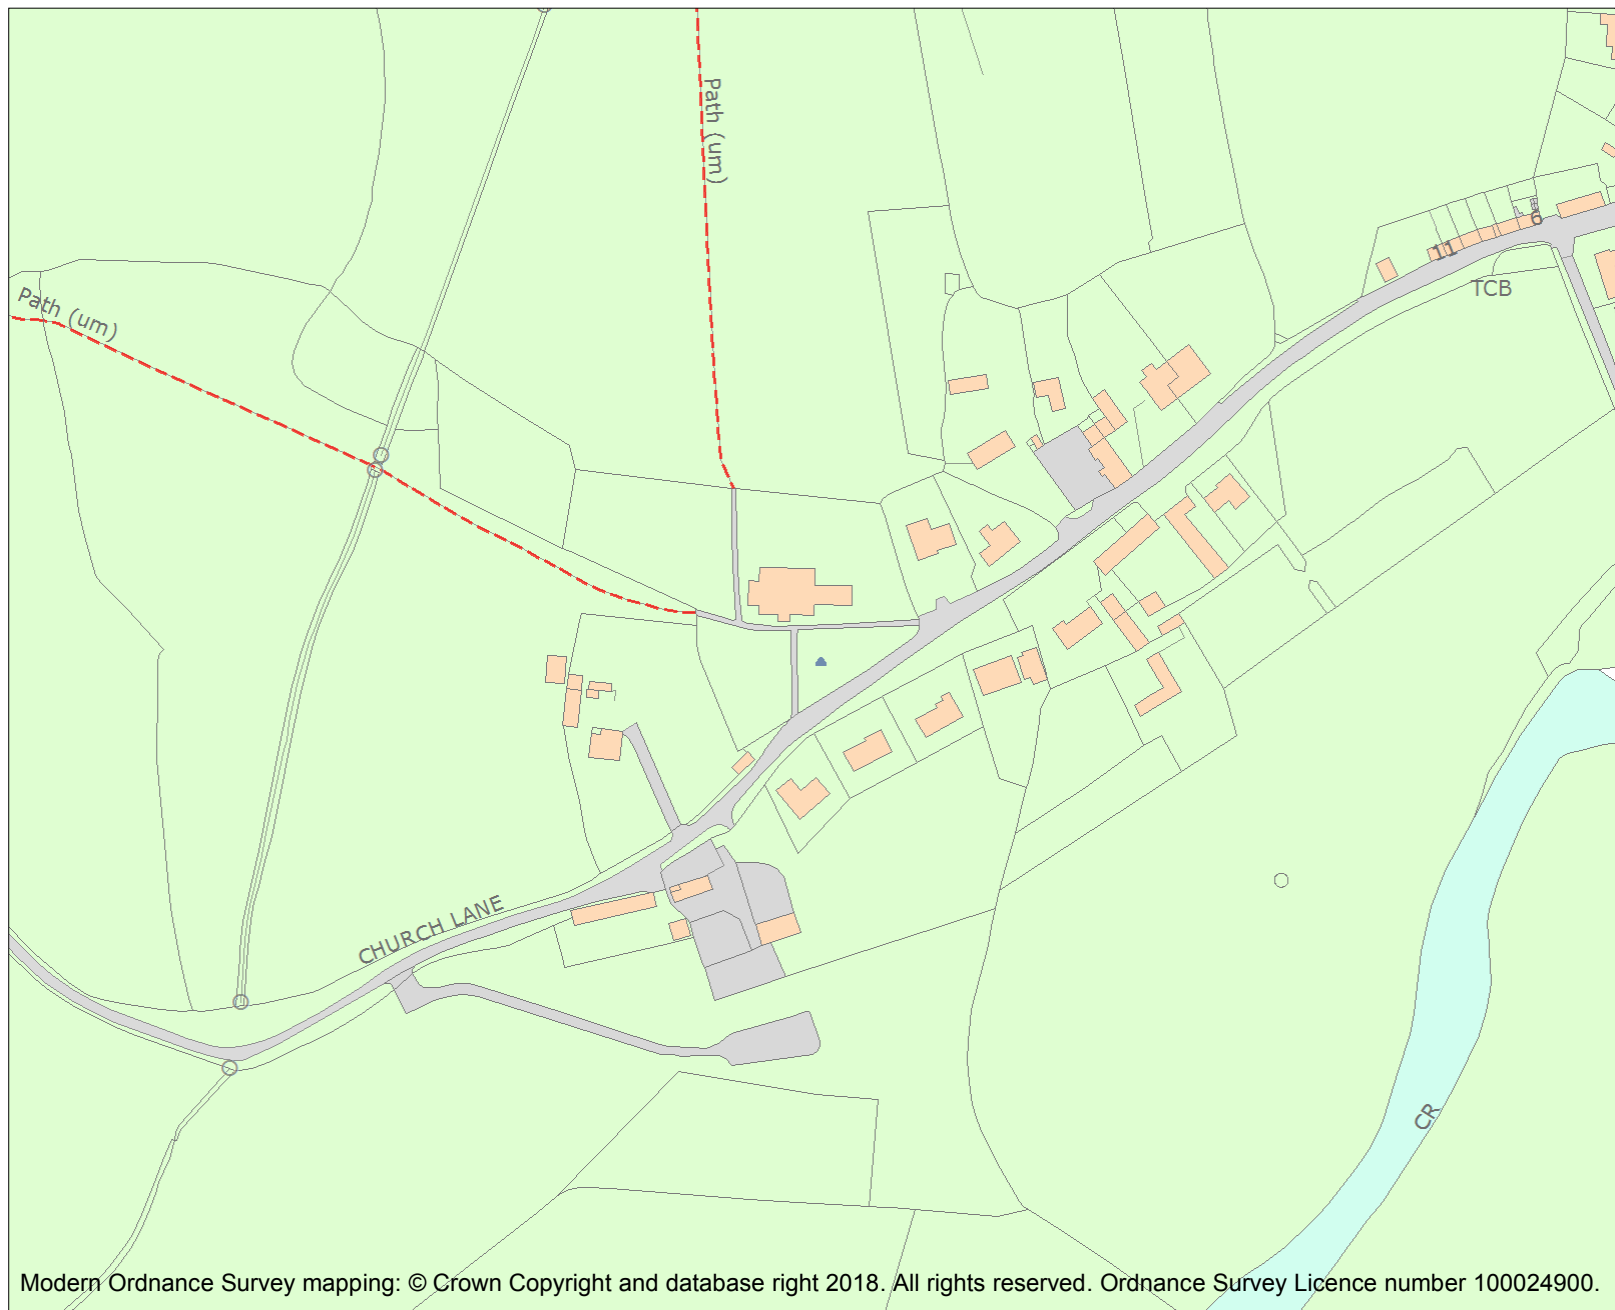 Path (um)
6
11
TCB
Path (um)
CHURCH LANE
CR
Modern Ordnance Survey mapping: © Crown Copyright and database right 2018. All rights reserved. Ordnance Survey Licence number 100024900.